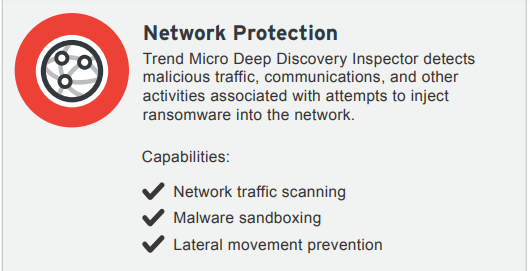 Network Protection
Trend Micro Deep Discovery Inspector detects
malicious traffic, communications, and other
activities associated with attempts to inject
ransomware into the network.
Capabilities:
Network traffic scanning
Malware sandboxing
Lateral movement prevention